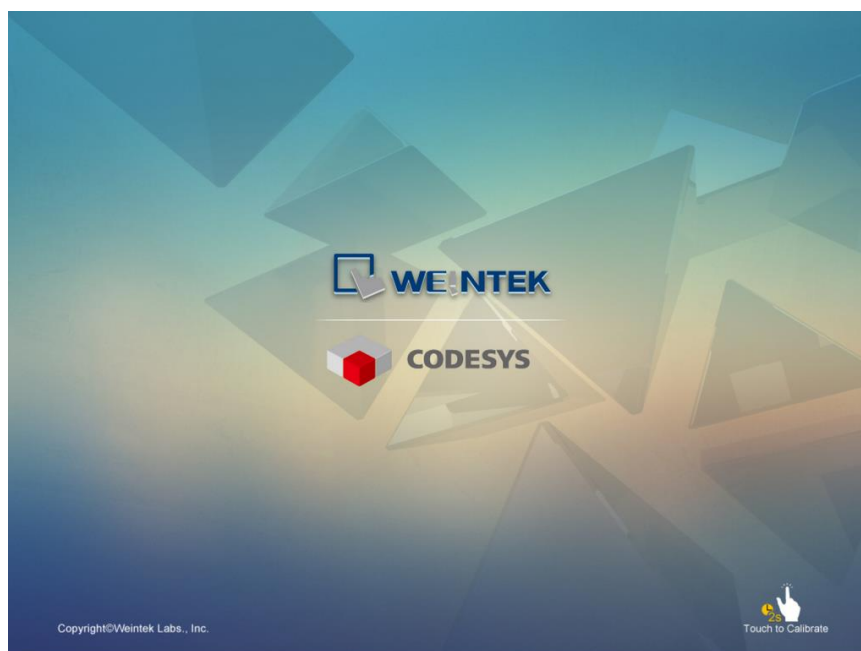 WEINTEK
CODESYS
2s
Copyright©Weintek Labs., Inc.
Touch to Calibrate